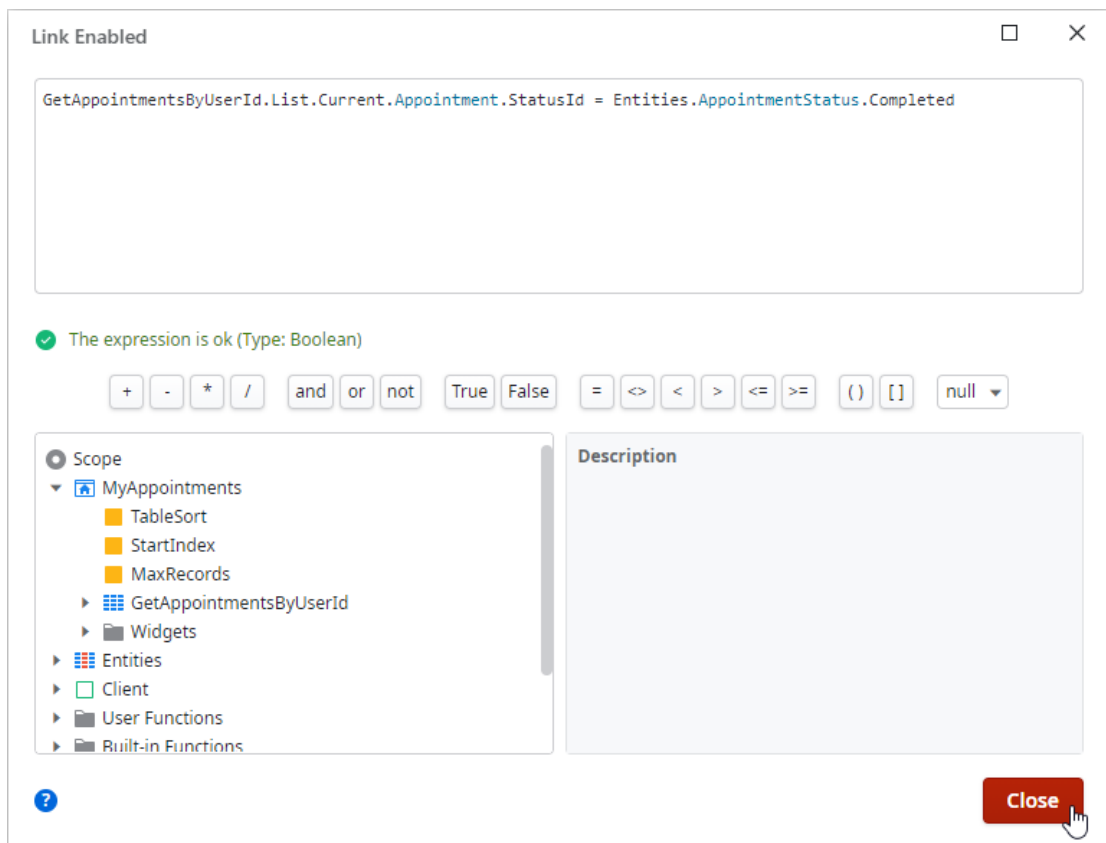 Link Enabled
GetAppointmentsByUserId.List.Current.Appointment.StatusId = Entities.AppointmentStatus.Completed
The expression is ok (Type: Boolean)
+ - * / and or not True False = <> < > <= >= ( ) [ ] null
Scope
MyAppointments
TableSort
StartIndex
MaxRecords
GetAppointmentsByUserId
Widgets
Entities
Client
User Functions
Built-in Functions
Description
?
Close